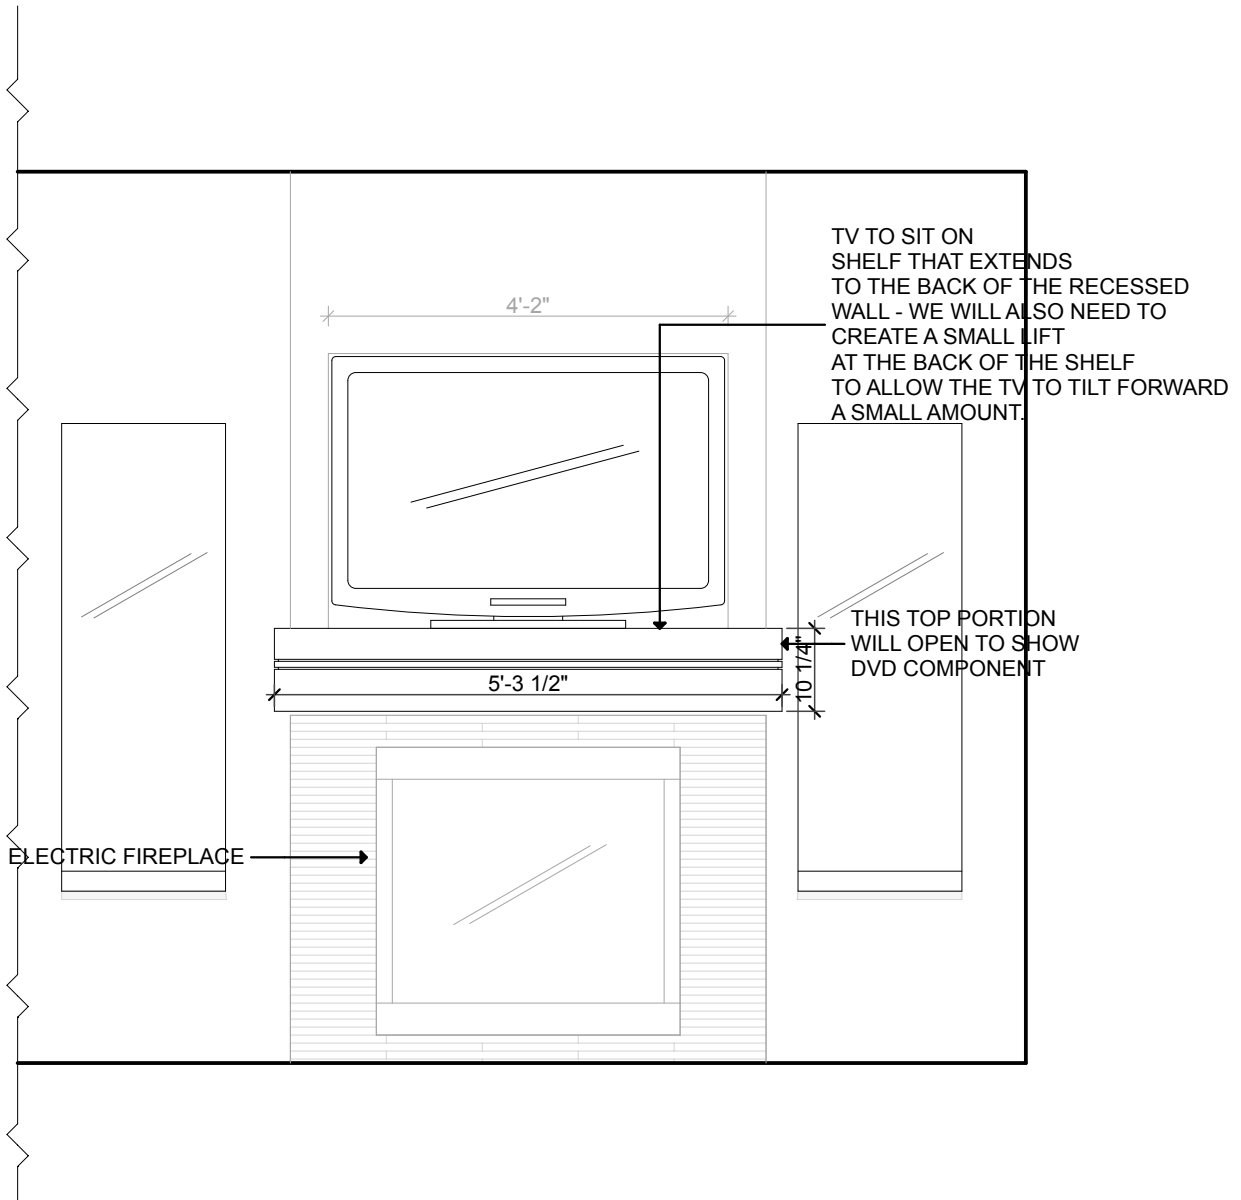 TV TO SIT ON
SHELF THAT EXTENDS
TO THE BACK OF THE RECESSED
WALL - WE WILL ALSO NEED TO
CREATE A SMALL LIFT
AT THE BACK OF THE SHELF
TO ALLOW THE TV TO TILT FORWARD
A SMALL AMOUNT.
4'-2"
THIS TOP PORTION
WILL OPEN TO SHOW
DVD COMPONENT
10 1/4"
5'-3 1/2"
ELECTRIC FIREPLACE